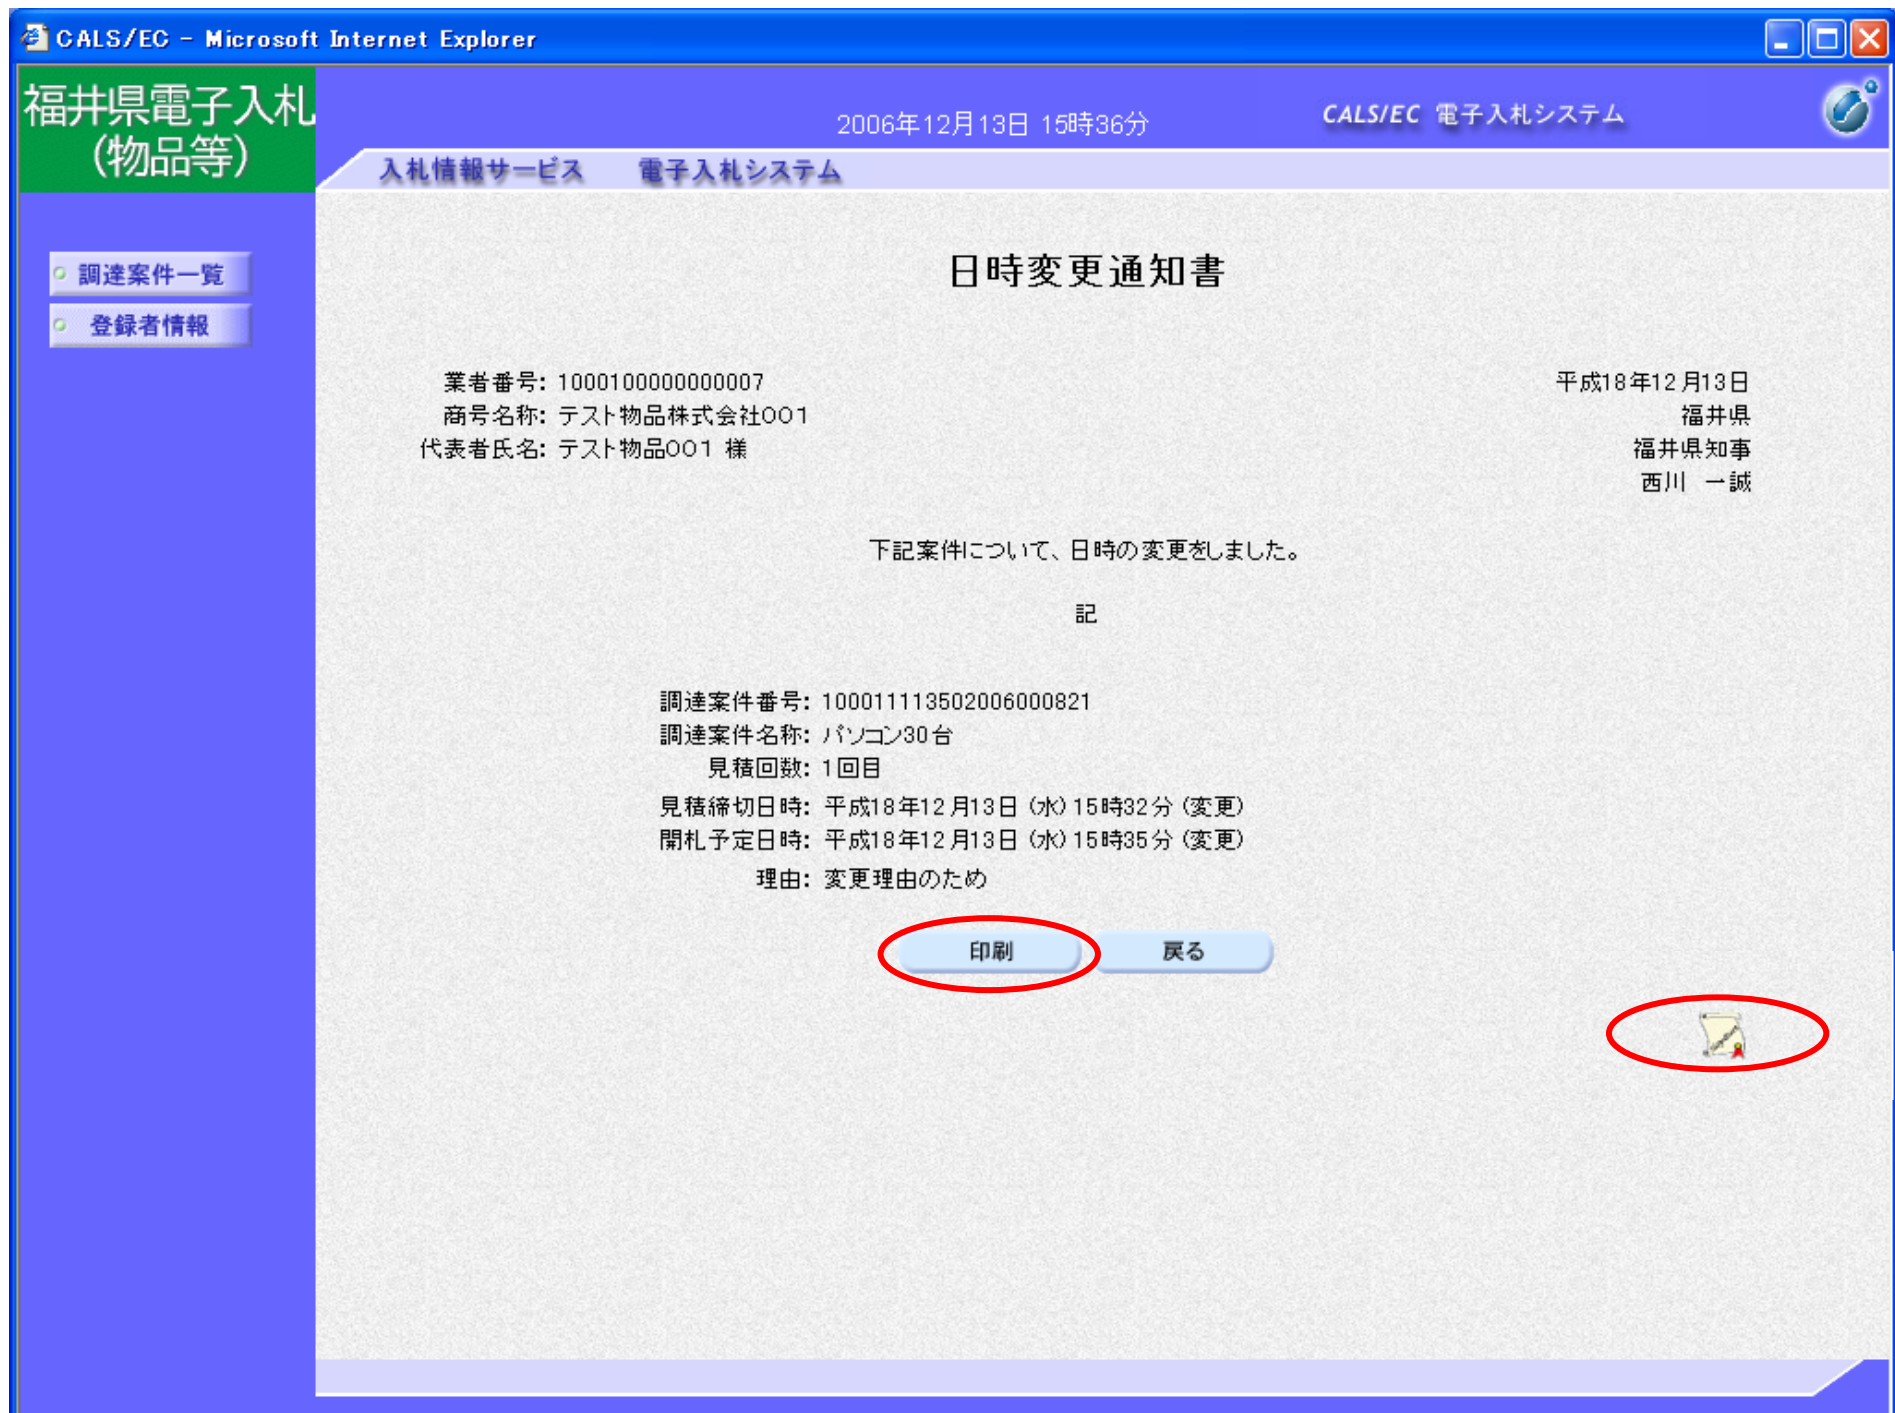 CALS/EC - Microsoft Internet Explorer
福井県電子入札
(物品等)
2006年12月13日 15時36分
CALS/EC 電子入札システム
入札情報サービス 電子入札システム
調達案件一覧
登録者情報
日時変更通知書
業者番号: 1000100000000007
商号名称: テスト物品株式会社001
代表者氏名: テスト物品001 様
平成18年12月13日
福井県
福井県知事
西川 一誠
下記案件について、日時の変更をしました。
記
調達案件番号: 100011113502006000821
調達案件名称: パソコン30台
見積回数: 1回目
見積締切日時: 平成18年12月13日 (水) 15時32分 (変更)
開札予定日時: 平成18年12月13日 (水) 15時35分 (変更)
理由: 変更理由のため
印刷 戻る